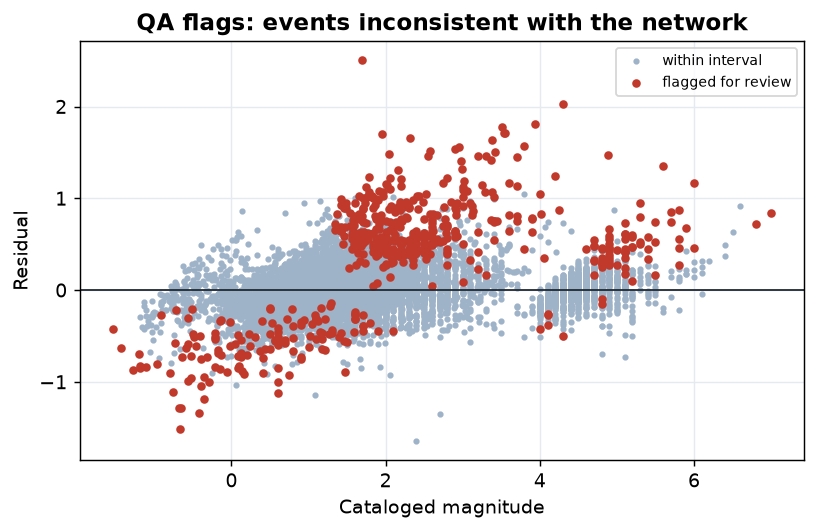 QA flags: events inconsistent with the network
within interval
flagged for review
2
1
0
−1
Residual
0
2
4
6
Cataloged magnitude